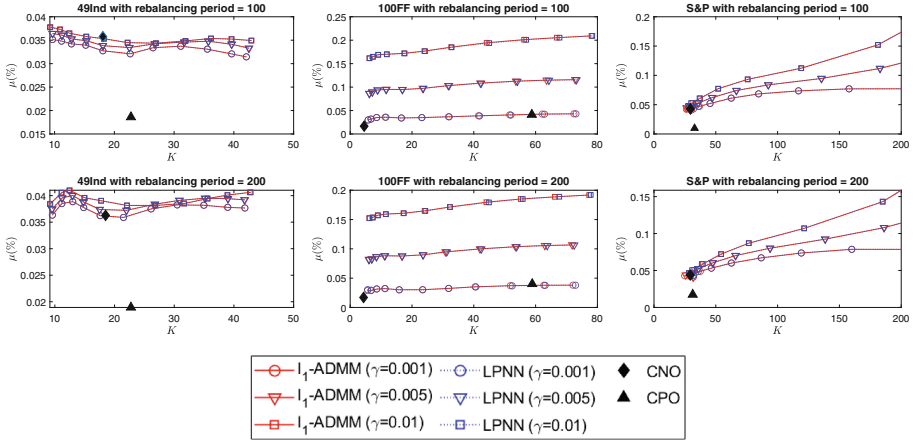 49Ind with rebalancing period = 100
100FF with rebalancing period = 100
S&P with rebalancing period = 100
0.04
0.035
0.03
0.025
0.02
0.015
μ(%)
10 20 30 40 50
K
0.25
0.2
0.15
0.1
0.05
0
μ(%)
0 20 40 60 80
K
0.2
0.15
0.1
0.05
0
μ(%)
0 50 100 150 200
K
49Ind with rebalancing period = 200
100FF with rebalancing period = 200
S&P with rebalancing period = 200
0.04
0.035
0.03
0.025
0.02
μ(%)
10 20 30 40 50
K
0.2
0.15
0.1
0.05
0
μ(%)
0 20 40 60 80
K
0.15
0.1
0.05
0
μ(%)
0 50 100 150 200
K
l₁-ADMM (γ=0.001) LPNN (γ=0.001) CNO
l₁-ADMM (γ=0.005) LPNN (γ=0.005) CPO
l₁-ADMM (γ=0.01) LPNN (γ=0.01)